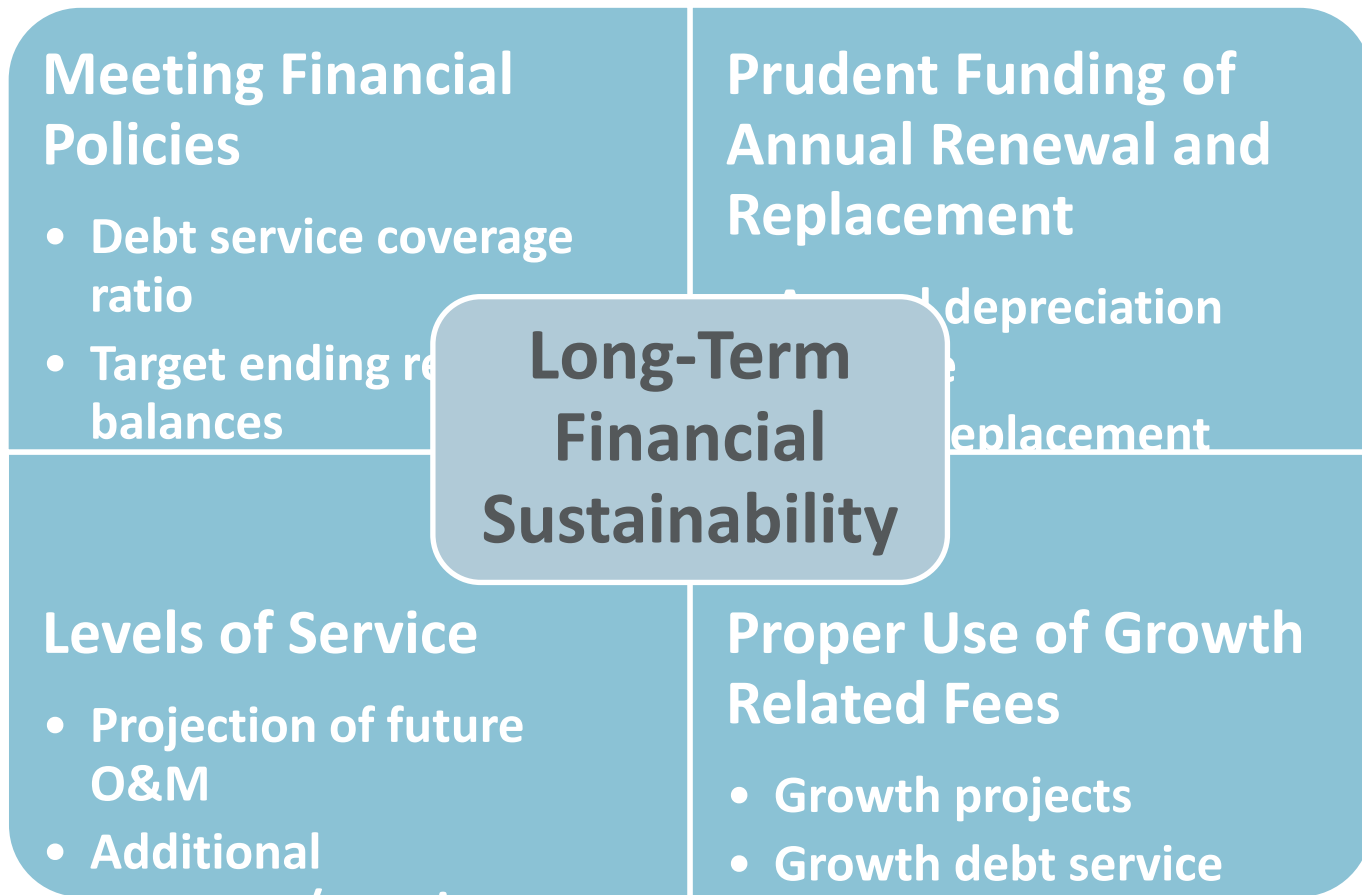 Meeting Financial
Policies
• Debt service coverage
ratio
• Target ending
balances
Prudent Funding of
Annual Renewal and
Replacement
depreciation
Long-Term
Financial
Sustainability
Levels of Service
• Projection of future
O&M
• Additional
Proper Use of Growth
Related Fees
• Growth projects
• Growth debt service